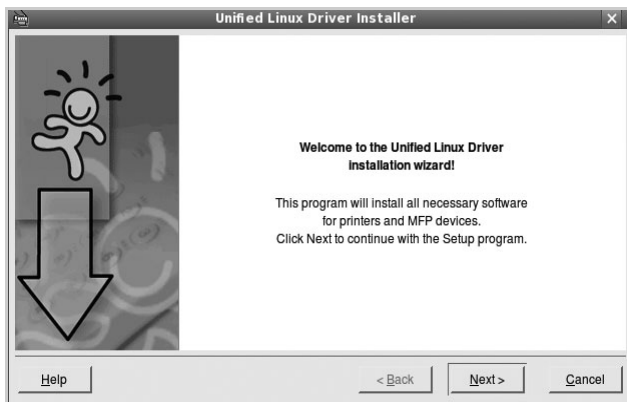 Unified Linux Driver Installer
Welcome to the Unified Linux Driver
installation wizard!
This program will install all necessary software
for printers and MFP devices.
Click Next to continue with the Setup program.
Help
< Back
Next >
Cancel